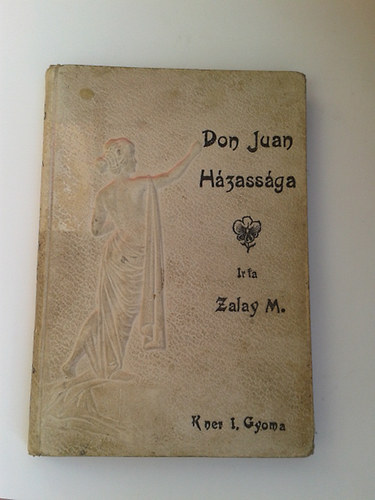 Don Juan
Házassága
Irta
Zalay M.
Kner I, Gyoma